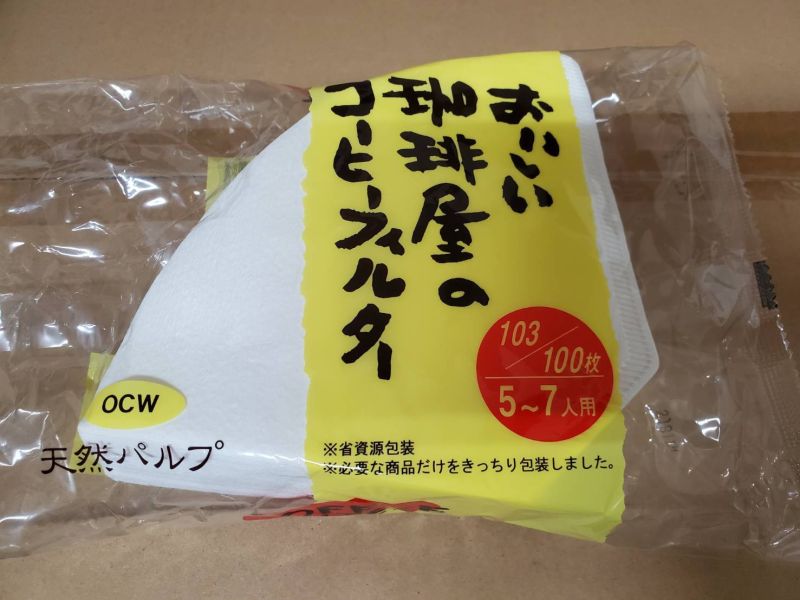 おいしい
珈琲屋の
コーヒーフィルター
103/100枚
5~7人用
OCW
天然パルプ
※省資源包装
※必要な商品だけをきっちり包装しました。